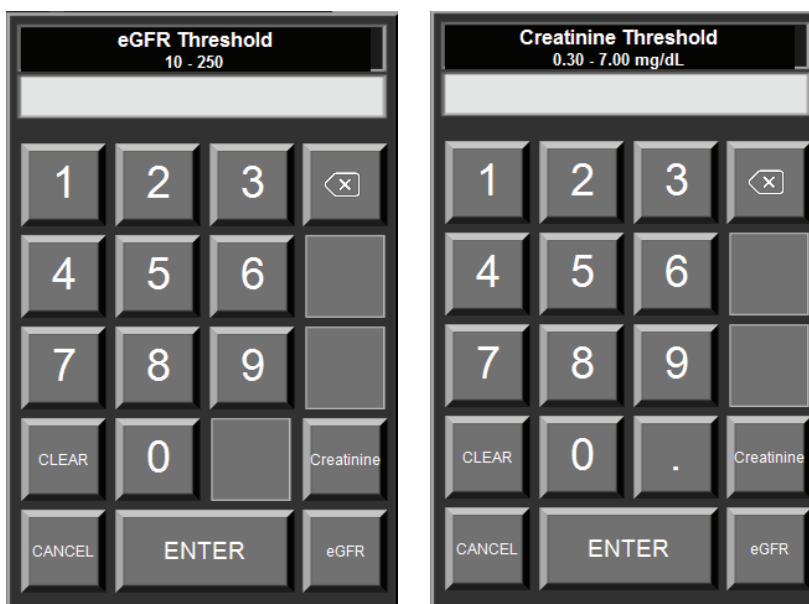 eGFR Threshold
10 - 250
1 2 3
4 5 6
7 8 9
CLEAR 0 Creatinine
CANCEL ENTER eGFR
Creatinine Threshold
0.30 - 7.00 mg/dL
1 2 3
4 5 6
7 8 9
CLEAR 0 . Creatinine
CANCEL ENTER eGFR